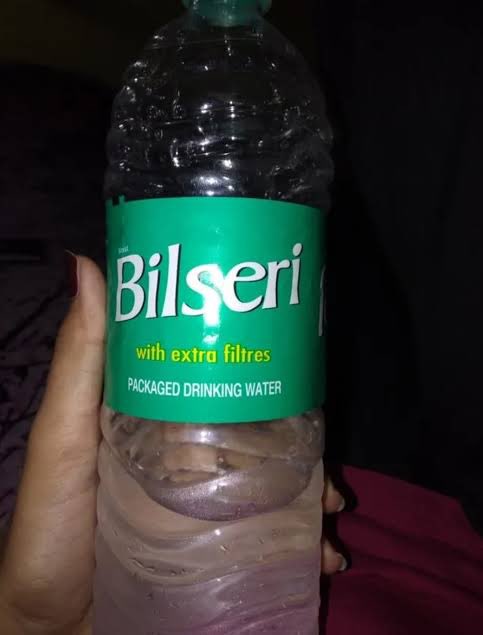 Bilseri
with extra filtres
PACKAGED DRINKING WATER